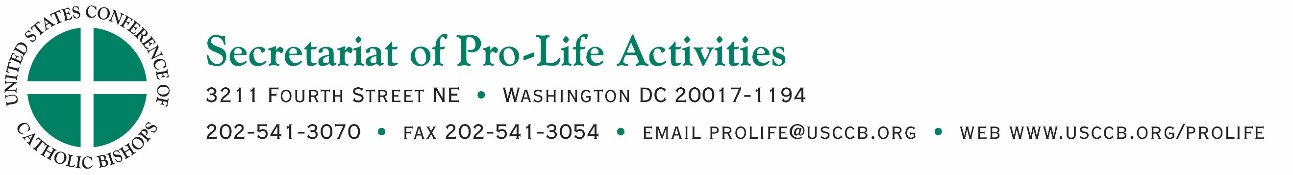 UNITED STATES CONFERENCE OF
CATHOLIC BISHOPS
Secretariat of Pro-Life Activities
3211 FOURTH STREET NE • WASHINGTON DC 20017-1194
202-541-3070 • FAX 202-541-3054 • EMAIL PROLIFE@USCCB.ORG • WEB WWW.USCCB.ORG/PROLIFE